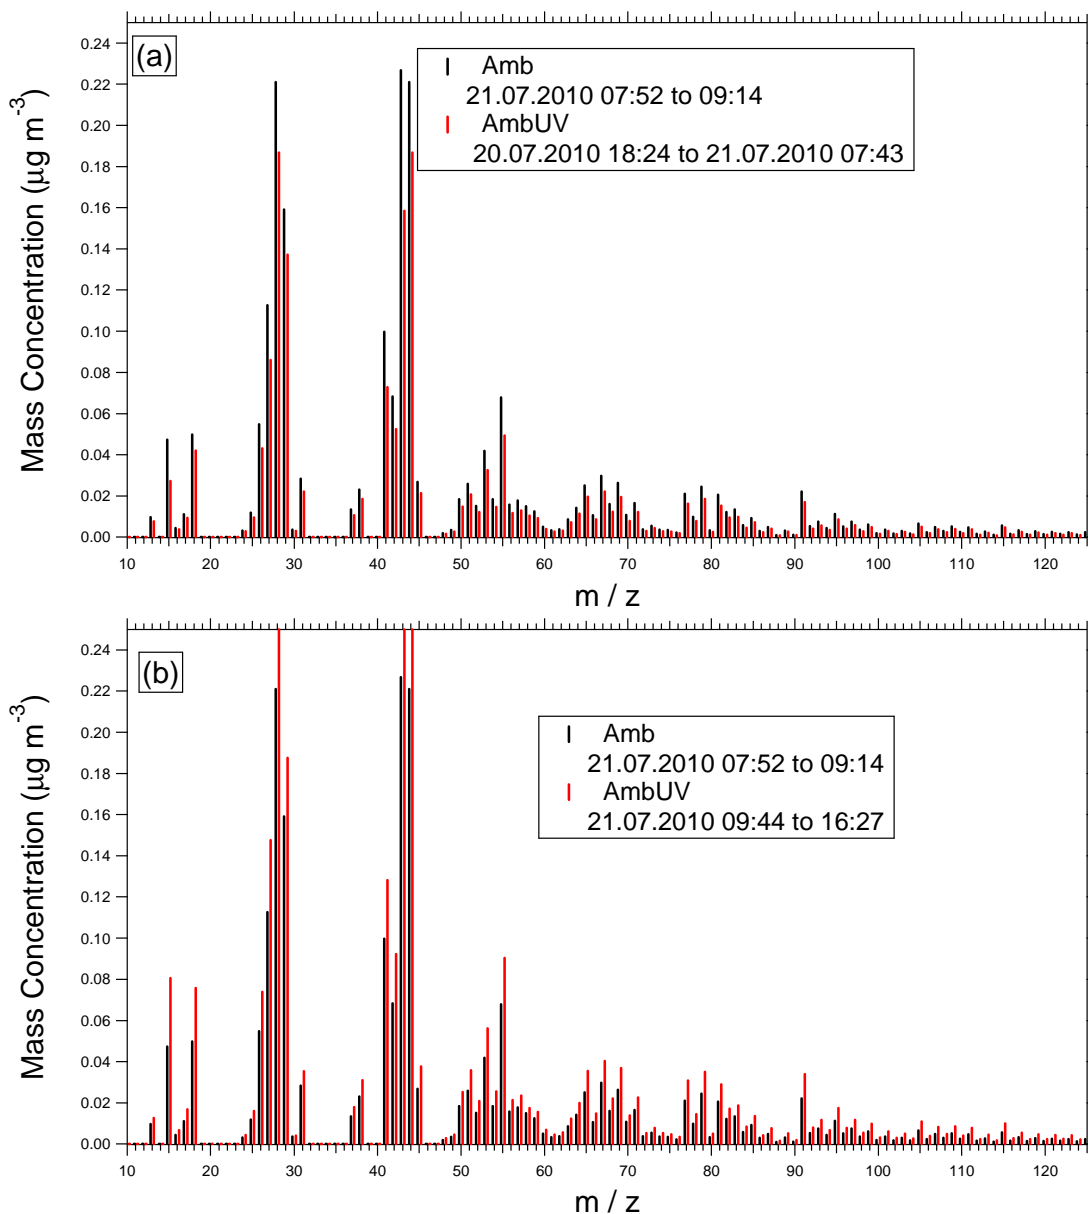 (a)
Amb
21.07.2010 07:52 to 09:14
AmbUV
20.07.2010 18:24 to 21.07.2010 07:43
Mass Concentration (μg m⁻³)
0.24
0.22
0.20
0.18
0.16
0.14
0.12
0.10
0.08
0.06
0.04
0.02
0.00
10 20 30 40 50 60 70 80 90 100 110 120
m / z
(b)
Amb
21.07.2010 07:52 to 09:14
AmbUV
21.07.2010 09:44 to 16:27
Mass Concentration (μg m⁻³)
0.24
0.22
0.20
0.18
0.16
0.14
0.12
0.10
0.08
0.06
0.04
0.02
0.00
10 20 30 40 50 60 70 80 90 100 110 120
m / z